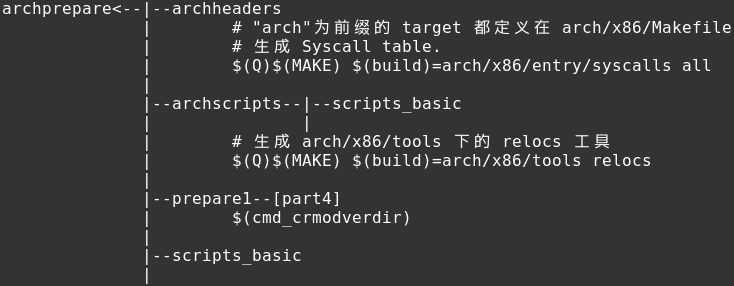 archprepare<--|--archheaders
              |        # "arch"为前缀的 target 都定义在 arch/x86/Makefile
              |        # 生成 Syscall table.
              |        $(Q)$(MAKE) $(build)=arch/x86/entry/syscalls all
              |
              |--archscripts--|--scripts_basic
              |               |
              |        # 生成 arch/x86/tools 下的 relocs 工具
              |        $(Q)$(MAKE) $(build)=arch/x86/tools relocs
              |
              |--prepare1--[part4]
              |        $(cmd_crmodverdir)
              |
              |--scripts_basic
              |